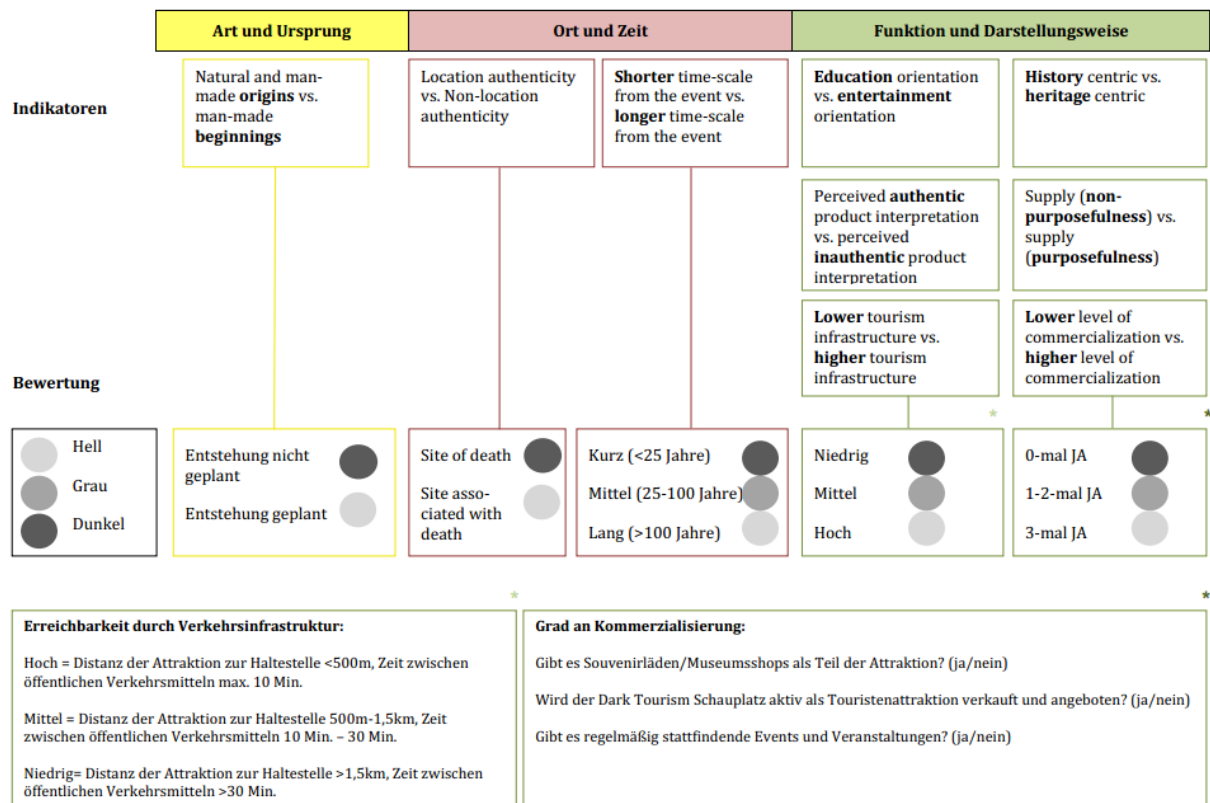 Art und Ursprung
Ort und Zeit
Funktion und Darstellungsweise
Indikatoren
Natural and man-
made origins vs.
man-made
beginnings
Location authenticity
vs. Non-location
authenticity
Shorter time-scale
from the event vs.
longer time-scale
from the event
Education orientation
vs. entertainment
orientation
History centric vs.
heritage centric
Perceived authentic
product interpretation
vs. perceived
inauthentic product
interpretation
Supply (non-
purposefulness) vs.
supply
(purposefulness)
Lower tourism
infrastructure vs.
higher tourism
infrastructure
Lower level of
commercialization vs.
higher level of
commercialization
Bewertung
*
*
Hell
Grau
Dunkel
Entstehung nicht
geplant
Entstehung geplant
Site of death
Site asso-
ciated with
death
Kurz (<25 Jahre)
Mittel (25-100 Jahre)
Lang (>100 Jahre)
Niedrig
Mittel
Hoch
0-mal JA
1-2-mal JA
3-mal JA
*
*
Erreichbarkeit durch Verkehrsinfrastruktur:
Hoch = Distanz der Attraktion zur Haltestelle <500m, Zeit zwischen
öffentlichen Verkehrsmitteln max. 10 Min.
Mittel = Distanz der Attraktion zur Haltestelle 500m-1,5km, Zeit
zwischen öffentlichen Verkehrsmitteln 10 Min. – 30 Min.
Niedrig= Distanz der Attraktion zur Haltestelle >1,5km, Zeit zwischen
öffentlichen Verkehrsmitteln >30 Min.
Grad an Kommerzialisierung:
Gibt es Souvenirläden/Museumsshops als Teil der Attraktion? (ja/nein)
Wird der Dark Tourism Schauplatz aktiv als Touristenattraktion verkauft und angeboten? (ja/nein)
Gibt es regelmäßig stattfindende Events und Veranstaltungen? (ja/nein)